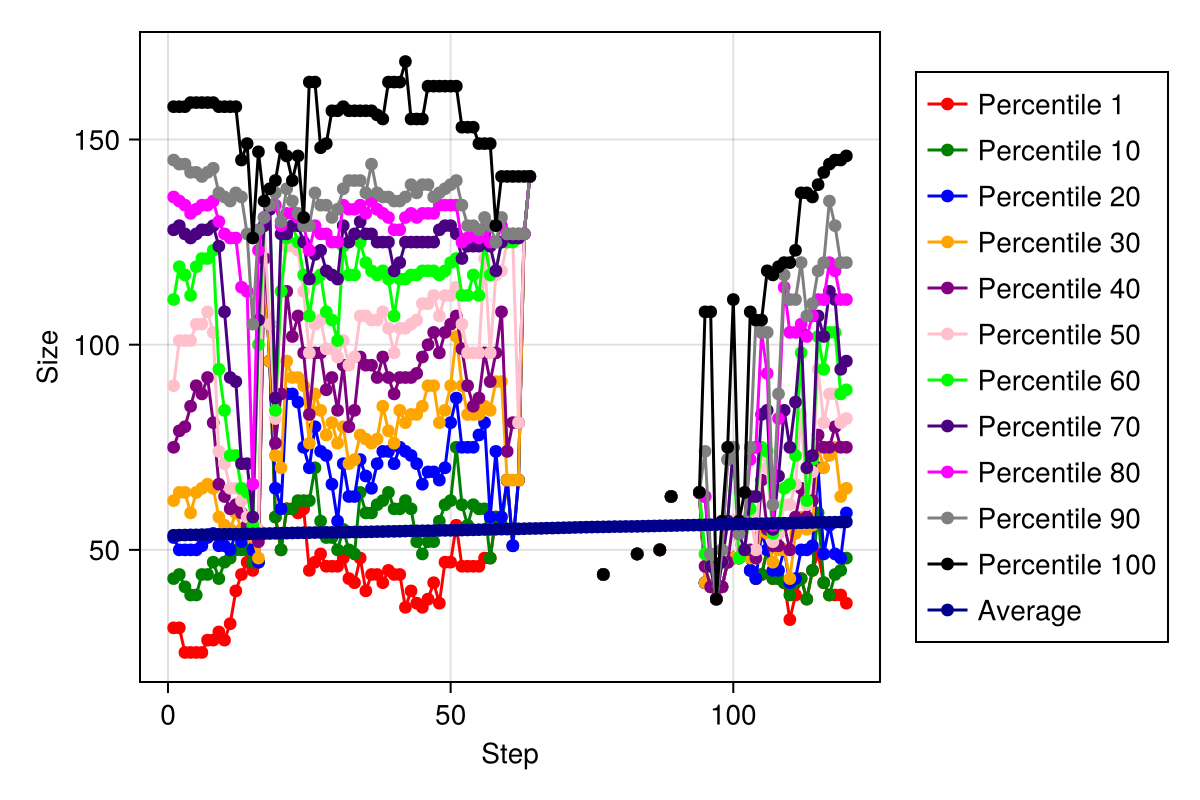 Size
150
100
50
0
50
100
Step
Percentile 1
Percentile 10
Percentile 20
Percentile 30
Percentile 40
Percentile 50
Percentile 60
Percentile 70
Percentile 80
Percentile 90
Percentile 100
Average